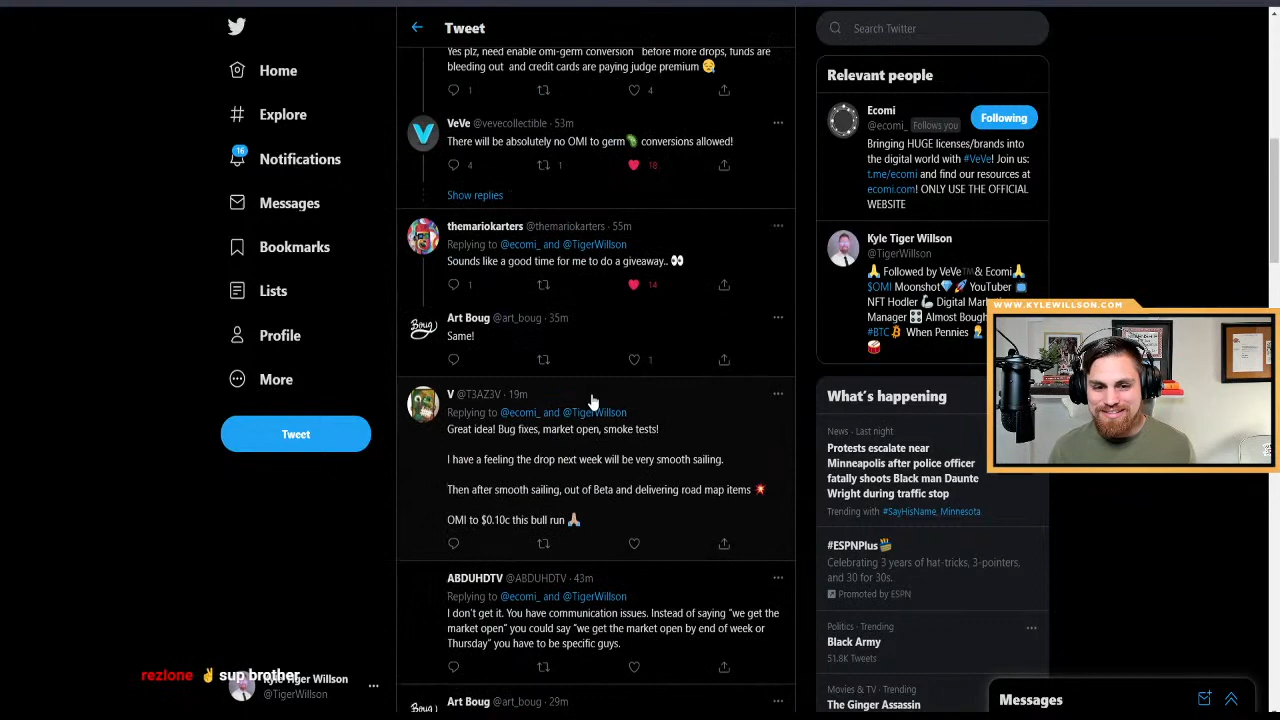 Home
Explore
16
Notifications
Messages
Bookmarks
Lists
Profile
More
Tweet
rezlone ✌ sup brother
Kyle Tiger Willson
@TigerWillson
Tweet
Yes plz, need enable omi-germ conversion before more drops, funds are
bleeding out and credit cards are paying judge premium 😪
1
4
VeVe @vevecollectible · 53m
There will be absolutely no OMI to germ🦠 conversions allowed!
4
1
18
Show replies
themariokarters @themariokarters · 55m
Replying to @ecomi_ and @TigerWillson
Sounds like a good time for me to do a giveaway.. 👀
1
14
Art Boug @art_boug · 35m
Same!
1
V @T3AZ3V · 19m
Replying to @ecomi_ and @TigerWillson
Great idea! Bug fixes, market open, smoke tests!
I have a feeling the drop next week will be very smooth sailing.
Then after smooth sailing, out of Beta and delivering road map items 💥
OMI to $0.10c this bull run 🙏🏼
ABDUHDTV @ABDUHDTV · 43m
Replying to @ecomi_ and @TigerWillson
I don't get it. You have communication issues. Instead of saying "we get the
market open" you could say "we get the market open by end of week or
Thursday" you have to be specific guys.
Art Boug @art_boug · 29m
Search Twitter
Relevant people
Ecomi
@ecomi_ Follows you
Following
Bringing HUGE licenses/brands into
the digital world with #VeVe! Join us:
t.me/ecomi and find our resources at
ecomi.com! ONLY USE THE OFFICIAL
WEBSITE
Kyle Tiger Willson
@TigerWillson
🙏 Followed by VeVe™ & Ecomi🙏
$OMI Moonshot💎🚀 YouTuber 📺
NFT Hodler 🦾 Digital
Manager 🎛 Almost Bough
#BTC₿ When Pennies 🤦‍♂️
🥁
WWW.KYLEWILLSON.COM
What's happening
News · Last night
Protests escalate near
Minneapolis after police officer
fatally shoots Black man Daunte
Wright during traffic stop
Trending with #SayHisName, Minnesota
#ESPNPlus
Celebrating 3 years of hat-tricks, 3-pointers,
and 30 for 30s.
Promoted by ESPN
Politics · Trending
Black Army
51.8K Tweets
Movies & TV · Trending
The Ginger Assassin
Messages